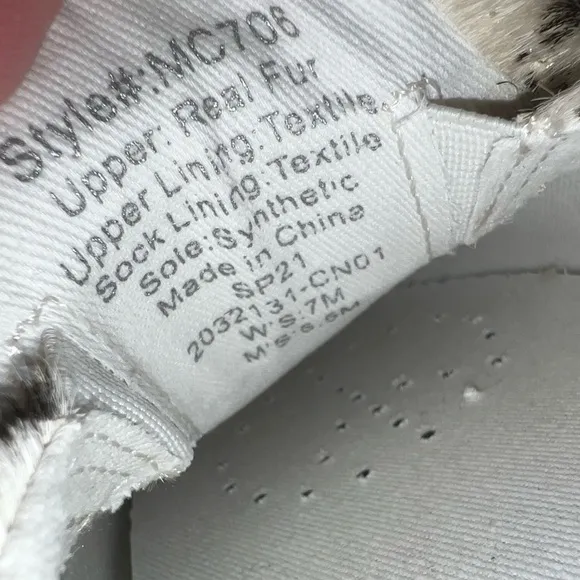 Style#:MC706
Upper: Real Fur
Upper Lining:Textile
Sock Lining:Textile
Sole:Synthetic
Made in China
SP21
2032131-CN01
W·S:7M
M·S:5.5M